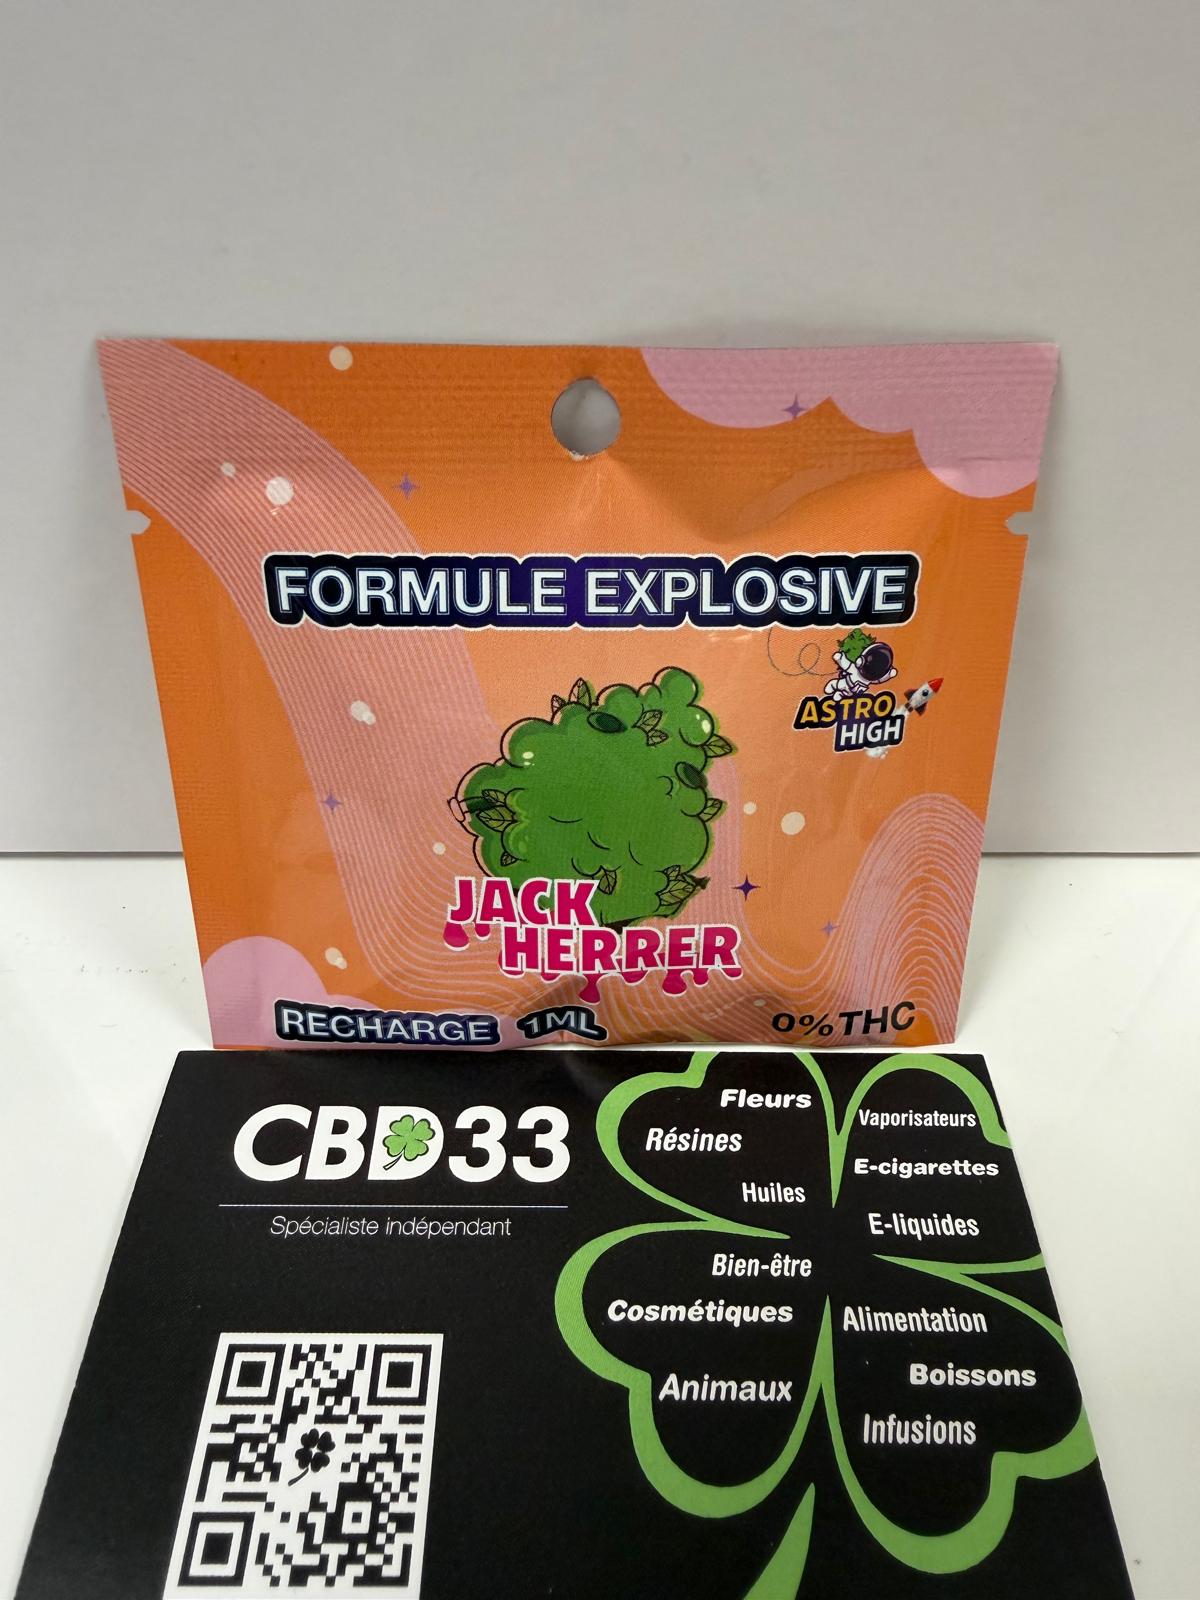 FORMULE EXPLOSIVE
ASTRO
HIGH
JACK
HERRER
RECHARGE 1ML
0%THC
CBD33
Spécialiste indépendant
Fleurs
Résines
Huiles
Vaporisateurs
E-cigarettes
E-liquides
Bien-être
Cosmétiques
Animaux
Alimentation
Boissons
Infusions